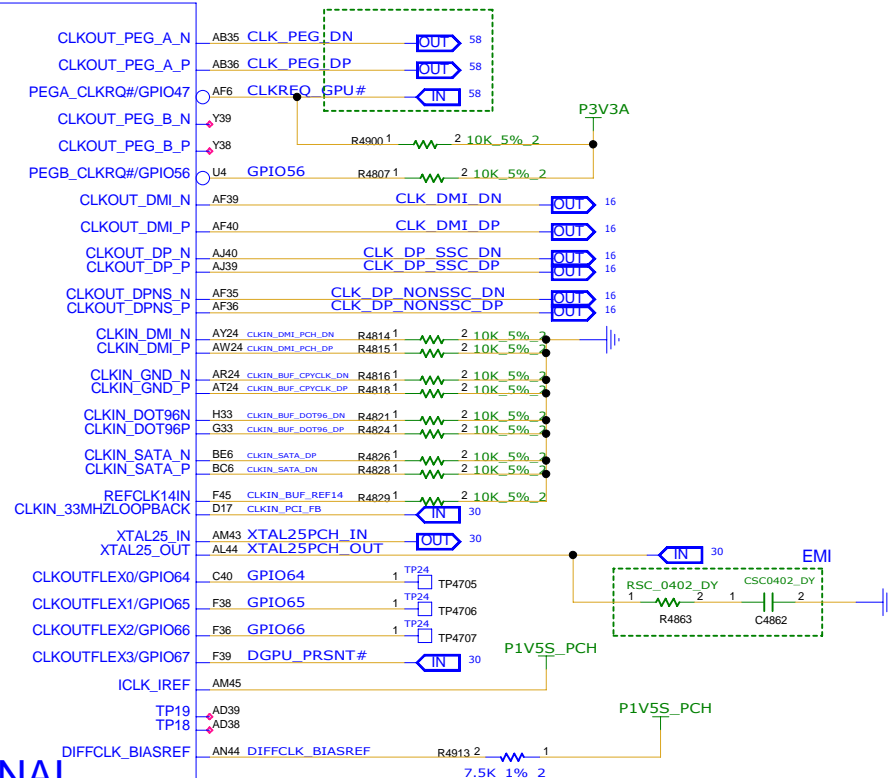 CLKOUT_PEG_A_N AB35 CLK_PEG_DN OUT 58
CLKOUT_PEG_A_P AB36 CLK_PEG_DP OUT 58
PEGA_CLKRQ#/GPIO47 AF6 CLKREQ_GPU# IN 58
P3V3A
CLKOUT_PEG_B_N Y39
CLKOUT_PEG_B_P Y38
R4900 1 2 10K_5%_2
PEGB_CLKRQ#/GPIO56 U4 GPIO56 R4807 1 2 10K_5%_2
CLKOUT_DMI_N AF39 CLK_DMI_DN OUT 16
CLKOUT_DMI_P AF40 CLK_DMI_DP OUT 16
CLKOUT_DP_N AJ40 CLK_DP_SSC_DN OUT 16
CLKOUT_DP_P AJ39 CLK_DP_SSC_DP OUT 16
CLKOUT_DPNS_N AF35 CLK_DP_NONSSC_DN OUT 16
CLKOUT_DPNS_P AF36 CLK_DP_NONSSC_DP OUT 16
CLKIN_DMI_N AY24 CLKIN_DMI_PCH_DN R4814 1 2 10K_5%_2
CLKIN_DMI_P AW24 CLKIN_DMI_PCH_DP R4815 1 2 10K_5%_2
CLKIN_GND_N AR24 CLKIN_BUF_CPYCLK_DN R4816 1 2 10K_5%_2
CLKIN_GND_P AT24 CLKIN_BUF_CPYCLK_DP R4818 1 2 10K_5%_2
CLKIN_DOT96N H33 CLKIN_BUF_DOT96_DN R4821 1 2 10K_5%_2
CLKIN_DOT96P G33 CLKIN_BUF_DOT96_DP R4824 1 2 10K_5%_2
CLKIN_SATA_N BE6 CLKIN_SATA_DP R4826 1 2 10K_5%_2
CLKIN_SATA_P BC6 CLKIN_SATA_DN R4828 1 2 10K_5%_2
REFCLK14IN F45 CLKIN_BUF_REF14 R4829 1 2 10K_5%_2
CLKIN_33MHZLOOPBACK D17 CLKIN_PCI_FB IN 30
XTAL25_IN AM43 XTAL25PCH_IN OUT 30
XTAL25_OUT AL44 XTAL25PCH_OUT IN 30
EMI
CLKOUTFLEX0/GPIO64 C40 GPIO64 1 TP24 TP4705
RSC_0402_DY CSC0402_DY
1 2 1 2
R4863 C4862
CLKOUTFLEX1/GPIO65 F38 GPIO65 1 TP24 TP4706
CLKOUTFLEX2/GPIO66 F36 GPIO66 1 TP24 TP4707
CLKOUTFLEX3/GPIO67 F39 DGPU_PRSNT# IN 30
P1V5S_PCH
ICLK_IREF AM45
TP19 AD39
TP18 AD38
P1V5S_PCH
DIFFCLK_BIASREF AN44 DIFFCLK_BIASREF R4913 2 1
7.5K_1%_2